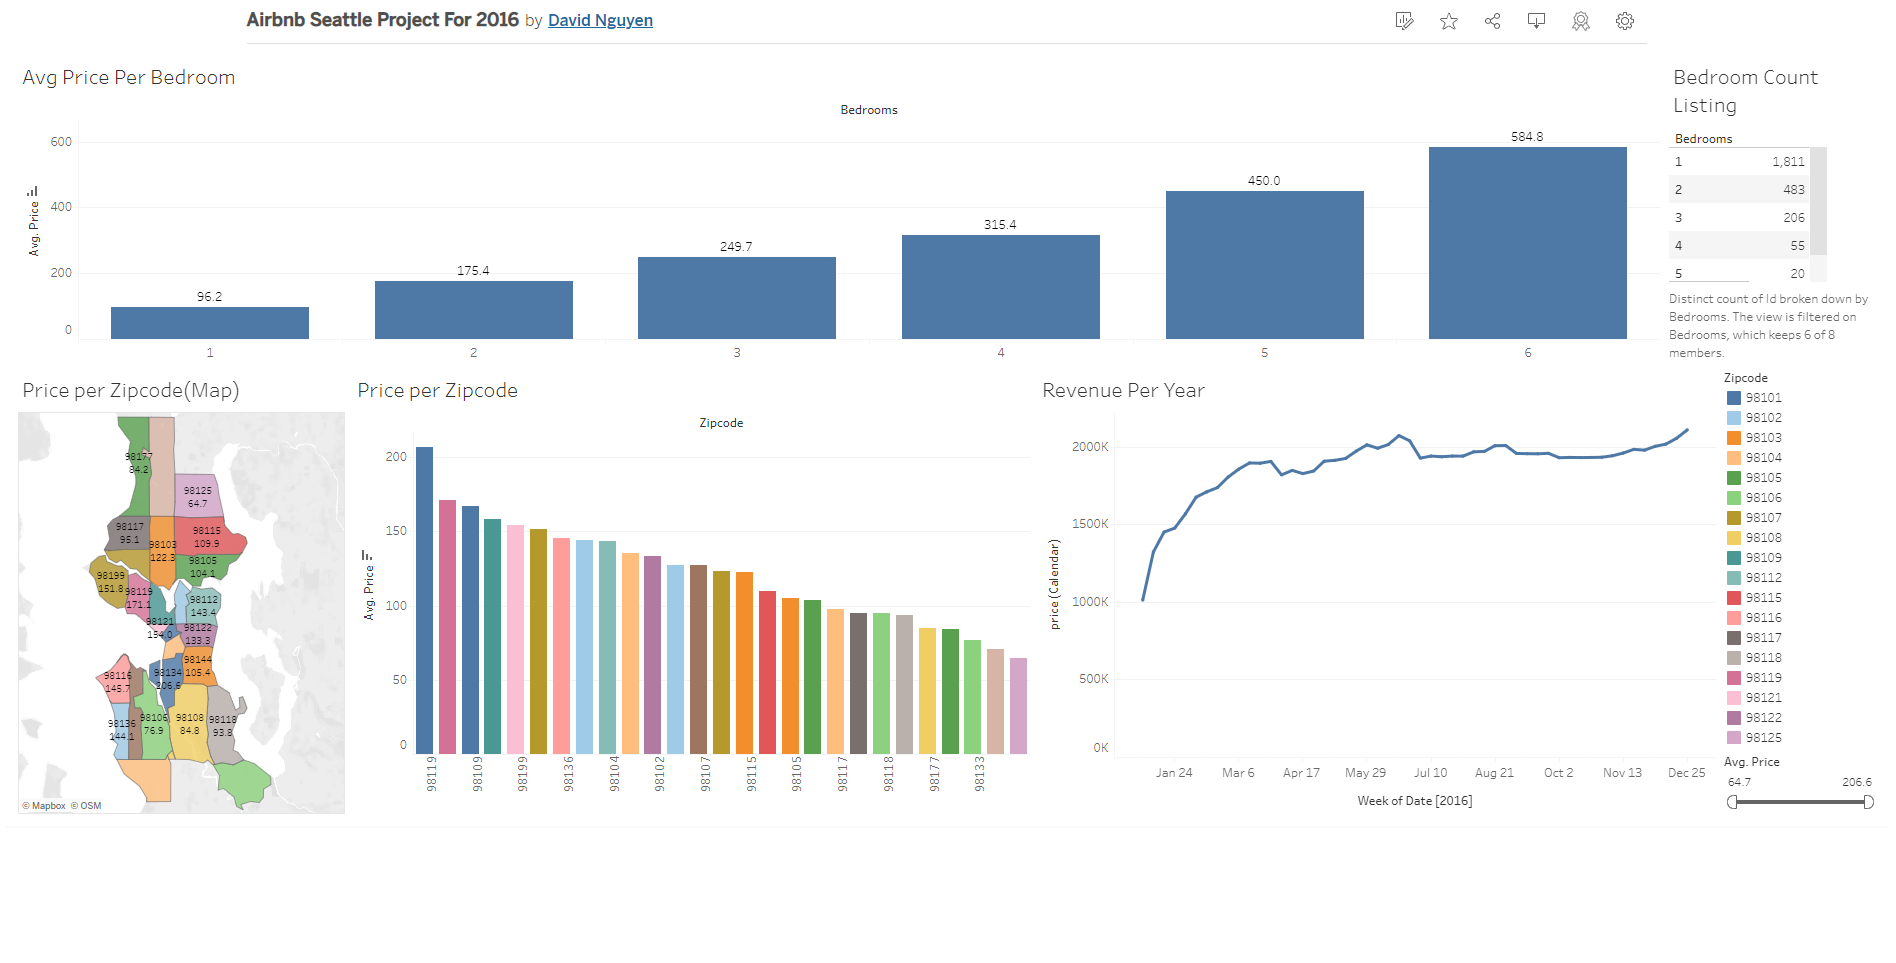 Airbnb Seattle Project For 2016 by David Nguyen
Avg Price Per Bedroom
Bedrooms
Avg. Price
600
400
200
0
96.2
175.4
249.7
315.4
450.0
584.8
1
2
3
4
5
6
Bedroom Count
Listing
Bedrooms
1 1,811
2 483
3 206
4 55
5 20
Distinct count of Id broken down by
Bedrooms. The view is filtered on
Bedrooms, which keeps 6 of 8
members.
Price per Zipcode(Map)
98177
84.2
98125
64.7
98117
95.1
98103
122.3
98115
109.9
98105
104.1
98199
151.8
98119
171.1
98112
143.4
98121
154.0
98122
133.3
98144
105.4
98116
145.7
98134
206.6
98136
144.1
98106
76.9
98108
84.8
98118
93.8
© Mapbox © OSM
Price per Zipcode
Zipcode
Avg. Price
200
150
100
50
0
98119
98109
98199
98136
98104
98102
98107
98115
98105
98117
98118
98177
98133
Revenue Per Year
price (Calendar)
2000K
1500K
1000K
500K
0K
Jan 24
Mar 6
Apr 17
May 29
Jul 10
Aug 21
Oct 2
Nov 13
Dec 25
Week of Date [2016]
Zipcode
98101
98102
98103
98104
98105
98106
98107
98108
98109
98112
98115
98116
98117
98118
98119
98121
98122
98125
Avg. Price
64.7 206.6